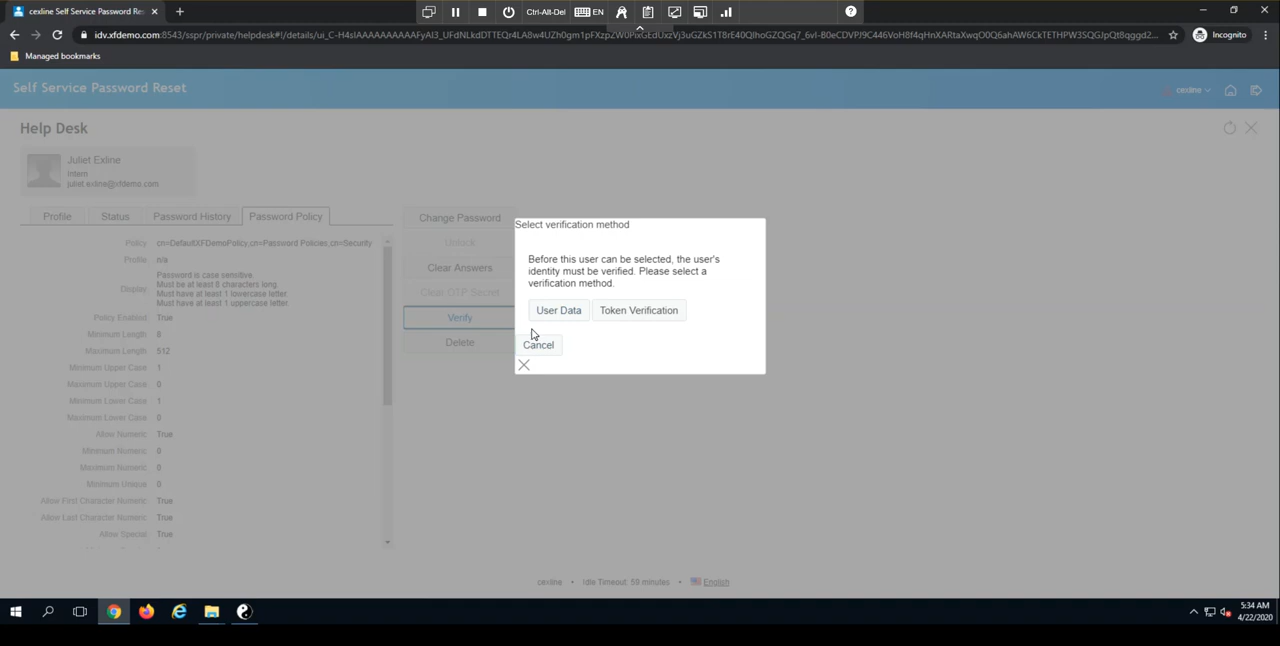 cexline Self Service Password Rese
Ctrl-Alt-Del
EN
idv.xfdemo.com:8543/sspr/private/helpdesk#!/details/ui_C-H4sIAAAAAAAAAFyAI3_UFdNLkdDTTEQr4LA8w4UZh0gm1pFXzpZW0PixGEdUxzVj3uGZkS1T8rE40QIhoGZQGq7_6vI-B0eCDVPJ9C446VoH8f4qHnXARtaXwqO0Q6ahAW6CkTETHPW3SQGJpQt8qggd2...
Incognito
Managed bookmarks
Self Service Password Reset
cexline
Help Desk
Juliet Exline
Intern
juliet.exline@xfdemo.com
Profile
Status
Password History
Password Policy
Policy cn=DefaultXFDemoPolicy,cn=Password Policies,cn=Security
Profile n/a
Display Password is case sensitive.
Must be at least 8 characters long.
Must have at least 1 lowercase letter.
Must have at least 1 uppercase letter.
Policy Enabled True
Minimum Length 8
Maximum Length 512
Minimum Upper Case 1
Maximum Upper Case 0
Minimum Lower Case 1
Maximum Lower Case 0
Allow Numeric True
Minimum Numeric 0
Maximum Numeric 0
Minimum Unique 0
Allow First Character Numeric True
Allow Last Character Numeric True
Allow Special True
Change Password
Unlock
Clear Answers
Clear OTP Secret
Verify
Delete
Select verification method
Before this user can be selected, the user's
identity must be verified. Please select a
verification method.
User Data
Token Verification
Cancel
cexline • Idle Timeout: 59 minutes • English
5:34 AM
4/22/2020